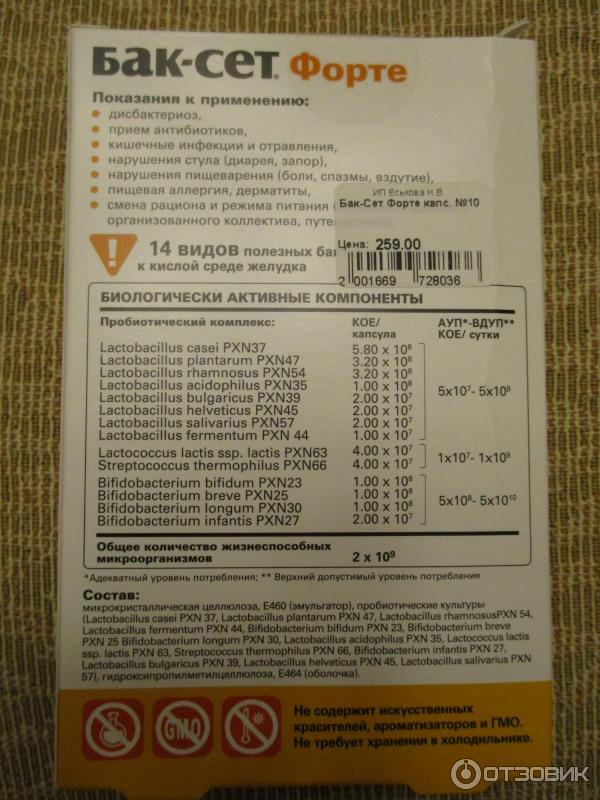 Бак-сет Форте
Показания к применению:
• дисбактериоз,
• прием антибиотиков,
• кишечные инфекции и отравления,
• нарушения стула (диарея, запор),
• нарушения пищеварения (боли, спазмы, вздутие),
• пищевая аллергия, дерматиты,
• смена рациона и режима питания
организованного коллектива,
ИП Еськова Н.В.
Бак-Сет Форте капс. №10
Цена: 259.00
2 001669 728036
14 видов полезных
к кислой среде желудка
БИОЛОГИЧЕСКИ АКТИВНЫЕ КОМПОНЕНТЫ
Пробиотический комплекс: КОЕ/капсула АУП*-ВДУП** КОЕ/ сутки
Lactobacillus casei PXN37 5.80 x 10⁸
Lactobacillus plantarum PXN47 3.20 x 10⁸
Lactobacillus rhamnosus PXN54 3.20 x 10⁸
Lactobacillus acidophilus PXN35 1.00 x 10⁸
Lactobacillus bulgaricus PXN39 2.00 x 10⁷ 5x10⁷- 5x10⁹
Lactobacillus helveticus PXN45 2.00 x 10⁷
Lactobacillus salivarius PXN57 2.00 x 10⁷
Lactobacillus fermentum PXN 44 1.00 x 10⁷
Lactococcus lactis ssp. lactis PXN63 4.00 x 10⁷ 1x10⁷- 1x10⁹
Streptococcus thermophilus PXN66 4.00 x 10⁷
Bifidobacterium bifidum PXN23 1.00 x 10⁸
Bifidobacterium breve PXN25 1.00 x 10⁸ 5x10⁸- 5x10¹⁰
Bifidobacterium longum PXN30 1.00 x 10⁸
Bifidobacterium infantis PXN27 2.00 x 10⁷
Общее количество жизнеспособных
микроорганизмов 2 x 10⁹
*Адекватный уровень потребления; ** Верхний допустимый уровень потребления
Состав:
микрокристаллическая целлюлоза, Е460 (эмульгатор), пробиотические культуры
(Lactobacillus casei PXN 37, Lactobacillus plantarum PXN 47, Lactobacillus rhamnosusPXN 54,
Lactobacillus fermentum PXN 44, Bifidobacterium bifidum PXN 23, Bifidobacterium breve
PXN 25 Bifidobacterium longum PXN 30, Lactobacillus acidophilus PXN 35, Lactococcus lactis
ssp. lactis PXN 63, Streptococcus thermophilus PXN 66, Bifidobacterium infantis PXN 27,
Lactobacillus bulgaricus PXN 39, Lactobacillus helveticus PXN 45, Lactobacillus salivarius PXN
57), гидроксипропилметилцеллюлоза, Е464 (оболочка).
GMO
Не содержит искусственных
красителей, ароматизаторов и ГМО.
Не требует хранения в холодильнике.
ОТЗОВИК